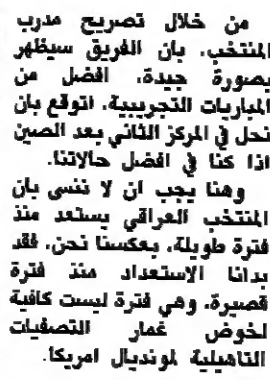 من خلال تصريح مدرب
المنتخب، بان الفريق سيظهر
بصورة جيدة، افضل من
المباريات التجريبية، اتوقع بان
نحل في المركز الثاني بعد الصين
اذا كنا في افضل حالاتنا.
وهنا يجب ان لا ننسى بان
المنتخب العراقي يستعد منذ
فترة طويلة، بعكسنا نحن، فقد
بدانا الاستعداد منذ فترة
قصيرة، وهي فترة ليست كافية
لخوض غمار التصفيات
التاهيلية لمونديال امريكا.